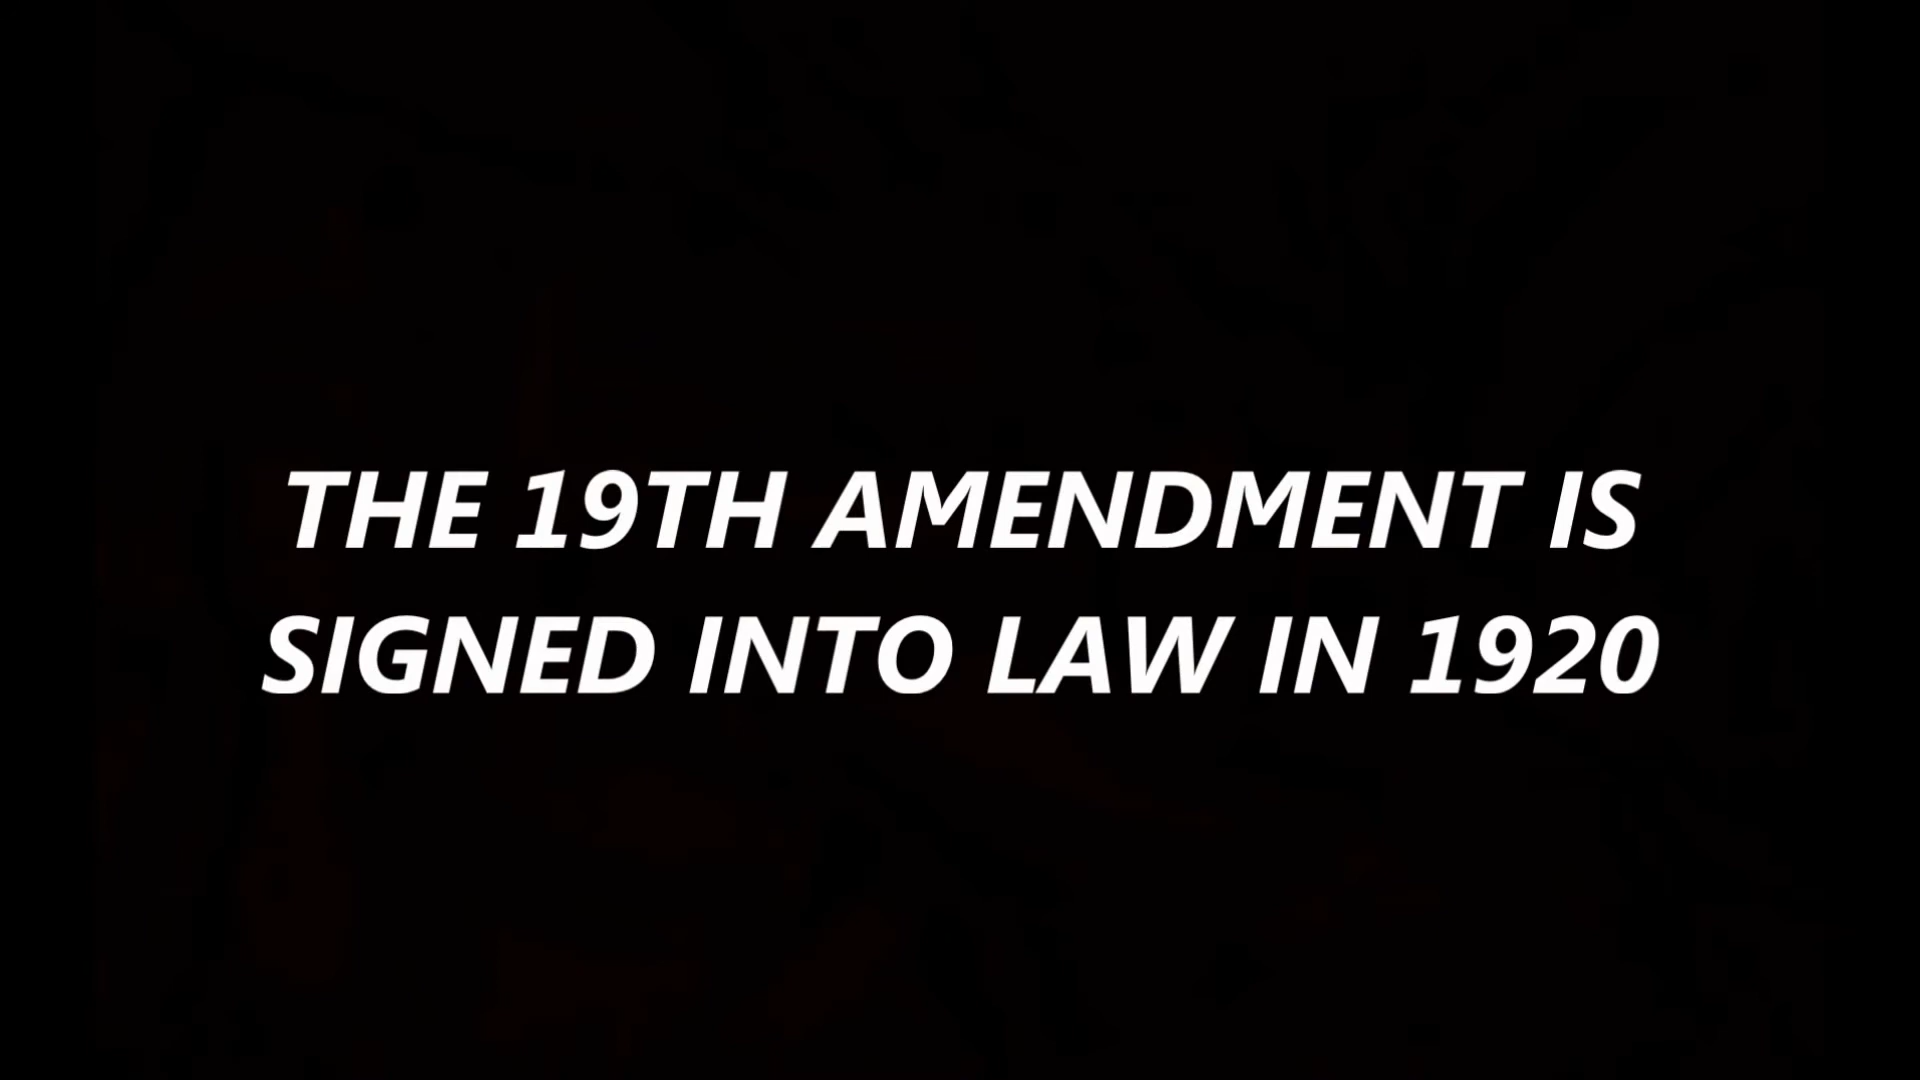 THE 19TH AMENDMENT IS
SIGNED INTO LAW IN 1920